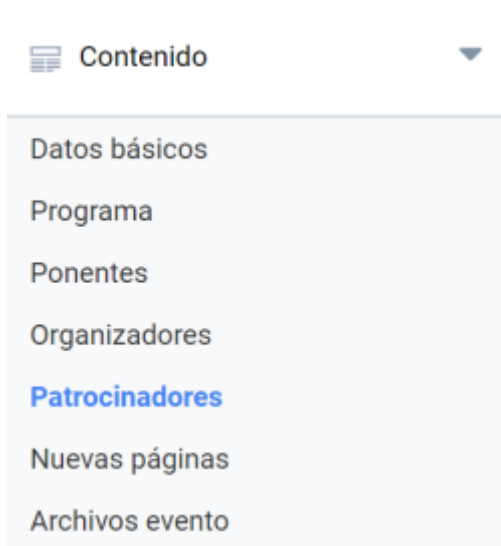 Contenido
Datos básicos
Programa
Ponentes
Organizadores
Patrocinadores
Nuevas páginas
Archivos evento